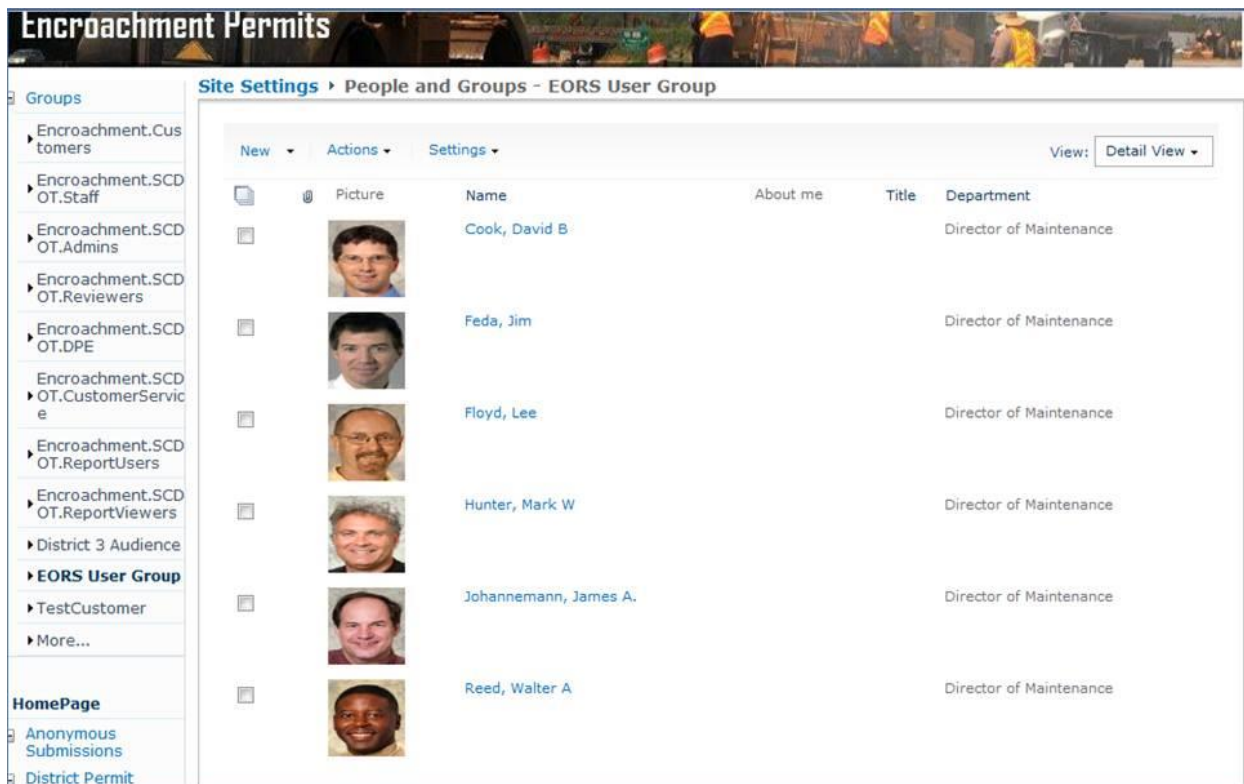 Encroachment Permits
Site Settings ▸ People and Groups - EORS User Group
Groups
Encroachment.Cus
tomers
Encroachment.SCD
OT.Staff
Encroachment.SCD
OT.Admins
Encroachment.SCD
OT.Reviewers
Encroachment.SCD
OT.DPE
Encroachment.SCD
OT.CustomerServic
e
Encroachment.SCD
OT.ReportUsers
Encroachment.SCD
OT.ReportViewers
District 3 Audience
EORS User Group
TestCustomer
More...
HomePage
Anonymous
Submissions
District Permit
New Actions Settings View: Detail View
Picture Name About me Title Department
Cook, David B Director of Maintenance
Feda, Jim Director of Maintenance
Floyd, Lee Director of Maintenance
Hunter, Mark W Director of Maintenance
Johannemann, James A. Director of Maintenance
Reed, Walter A Director of Maintenance